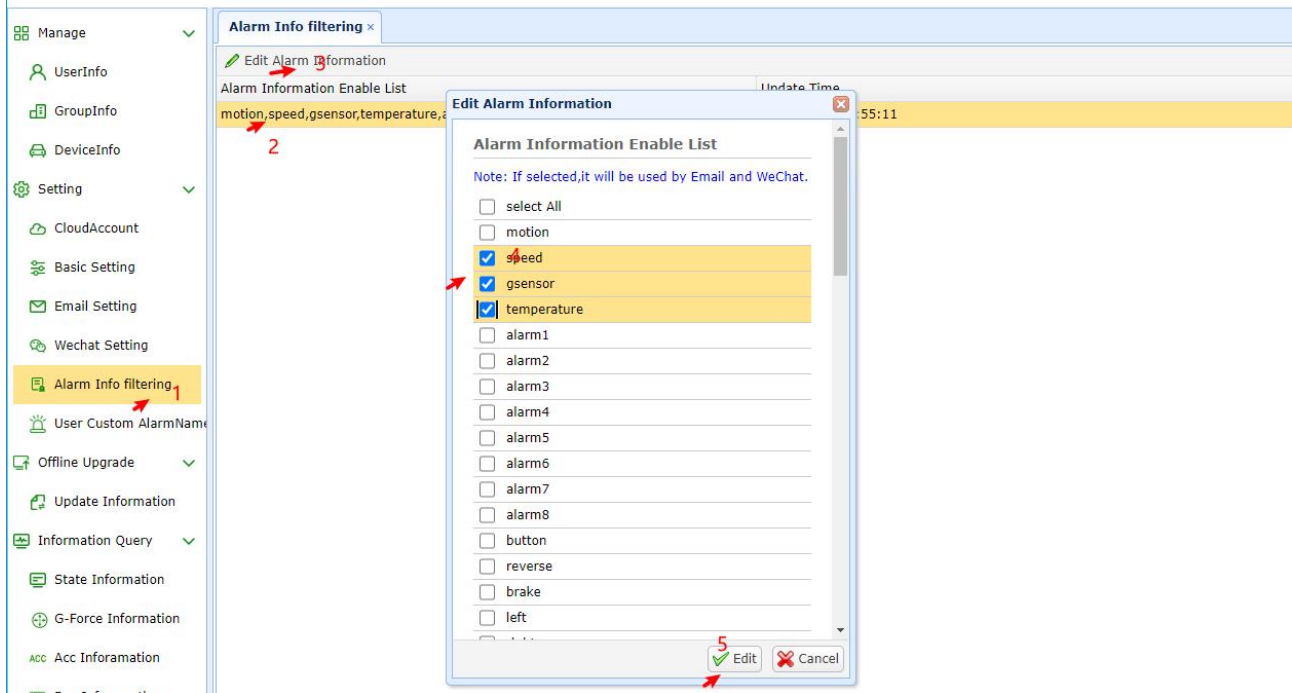 Manage
UserInfo
GroupInfo
DeviceInfo
Setting
CloudAccount
Basic Setting
Email Setting
Wechat Setting
Alarm Info filtering
1
User Custom AlarmName
Offline Upgrade
Update Information
Information Query
State Information
G-Force Information
ACC Acc Inforamation
Alarm Info filtering ×
Edit Alarm Information
3
Alarm Information Enable List
Update Time
motion,speed,gsensor,temperature,a
:55:11
2
Edit Alarm Information
Alarm Information Enable List
Note: If selected,it will be used by Email and WeChat.
select All
motion
speed
4
gsensor
temperature
alarm1
alarm2
alarm3
alarm4
alarm5
alarm6
alarm7
alarm8
button
reverse
brake
left
5
Edit
Cancel